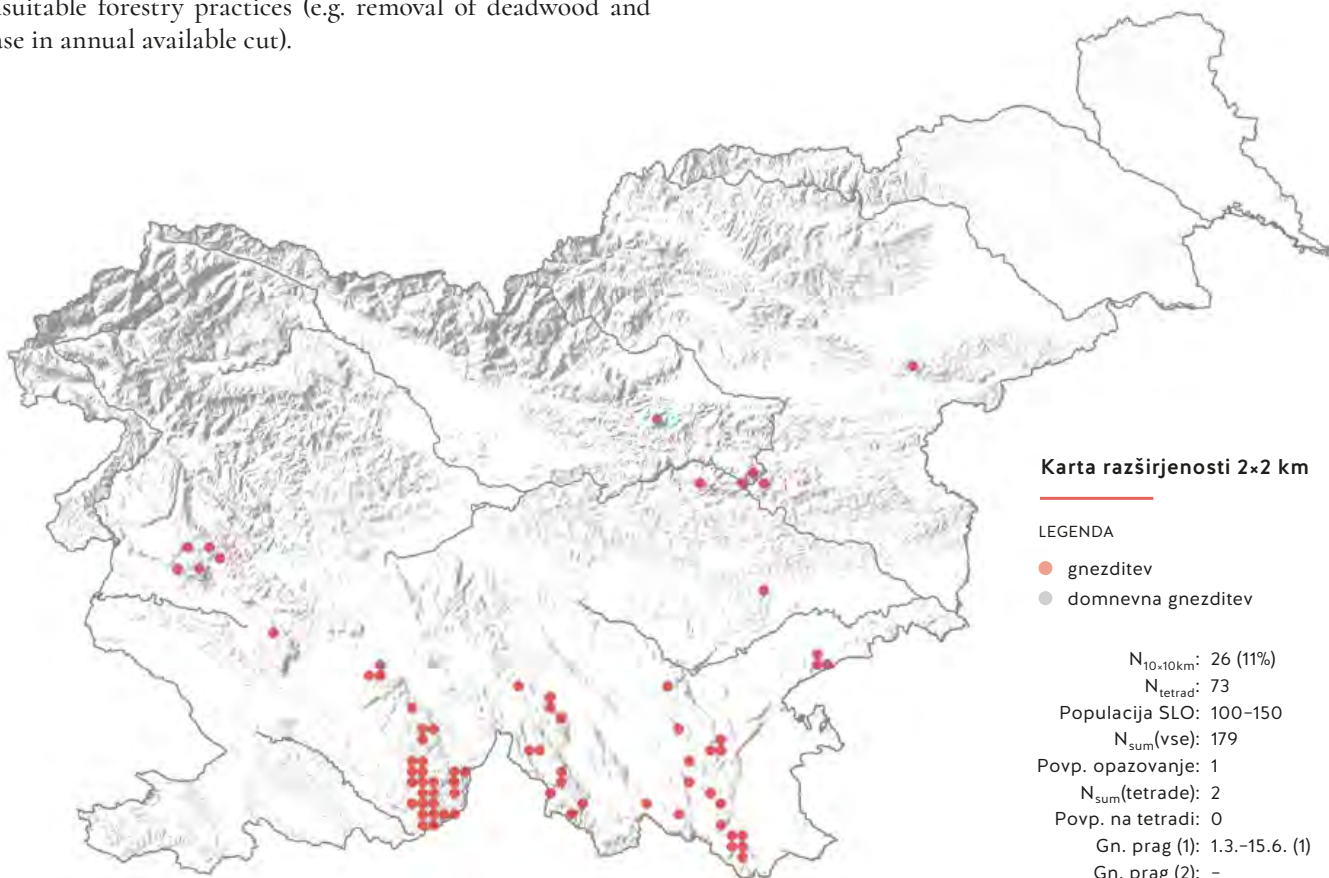 suitable forestry practices (e.g. removal of deadwood and
ase in annual available cut).
Karta razširjenosti 2×2 km
LEGENDA
gnezditev
domnevna gnezditev
N10×10km: 26 (11%)
Ntetrad: 73
Populacija SLO: 100–150
Nsum(vse): 179
Povp. opazovanje: 1
Nsum(tetrade): 2
Povp. na tetradi: 0
Gn. prag (1): 1.3.–15.6. (1)
Gn. prag (2): –